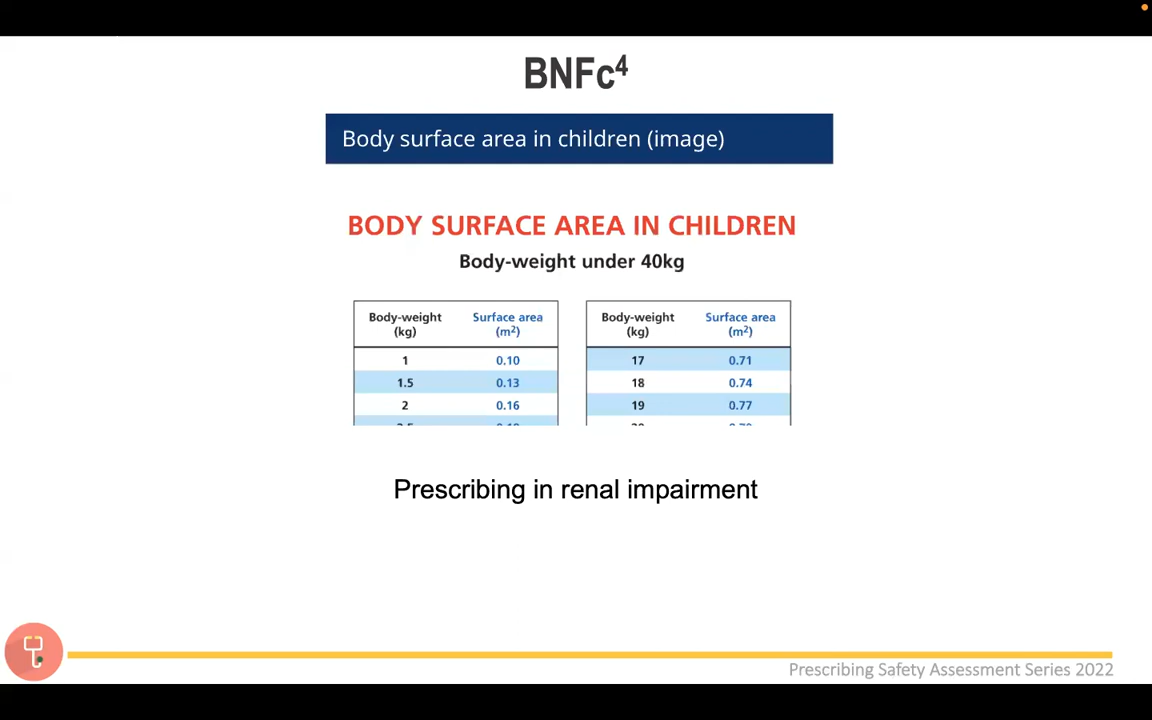 BNFc⁴
Body surface area in children (image)
BODY SURFACE AREA IN CHILDREN
Body-weight under 40kg
Body-weight (kg) Surface area (m²) Body-weight (kg) Surface area (m²)
1 0.10 17 0.71
1.5 0.13 18 0.74
2 0.16 19 0.77
Prescribing in renal impairment
Prescribing Safety Assessment Series 2022